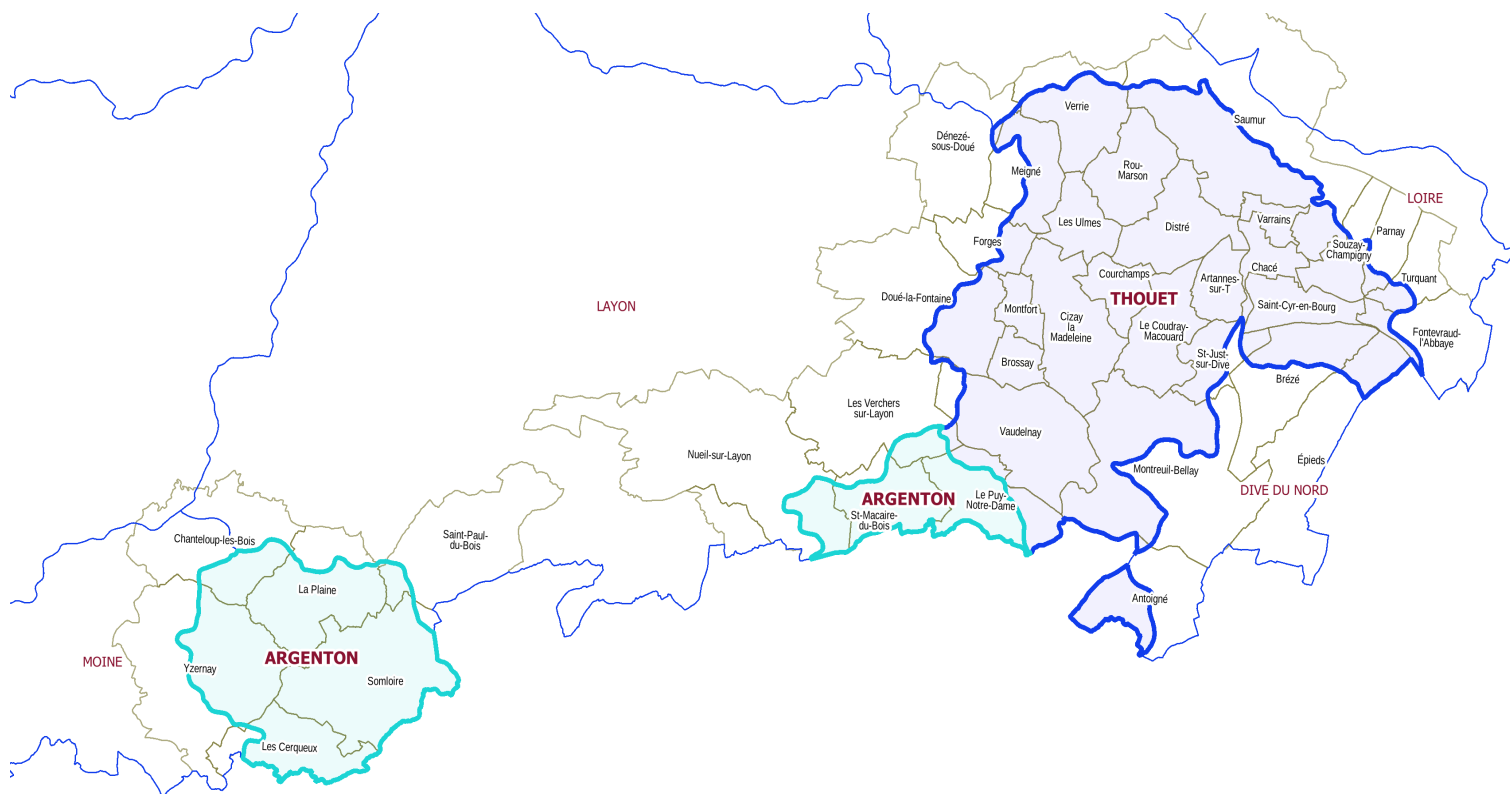 Verrie
Saumur
Dénezé-
sous-Doué
Rou-
Marson
Meigné
LOIRE
Les Ulmes
Distré
Varrains
Parnay
Forges
Souzay-
Champigny
Courchamps
Chacé
Artannes-
sur-T
Turquant
Doué-la-Fontaine
THOUET
LAYON
Montfort
Saint-Cyr-en-Bourg
Cizay
la
Madeleine
Le Coudray-
Macouard
Fontevraud-
l'Abbaye
Brossay
St-Just-
sur-Dive
Brézé
Les Verchers
sur-Layon
Vaudelnay
Nueil-sur-Layon
Montreuil-Bellay
Épieds
DIVE DU NORD
ARGENTON
Le Puy-
Notre-Dame
St-Macaire-
du-Bois
Chanteloup-les-Bois
Saint-Paul-
du-Bois
La Plaine
Antoigné
MOINE
ARGENTON
Yzernay
Somloire
Les Cerqueux